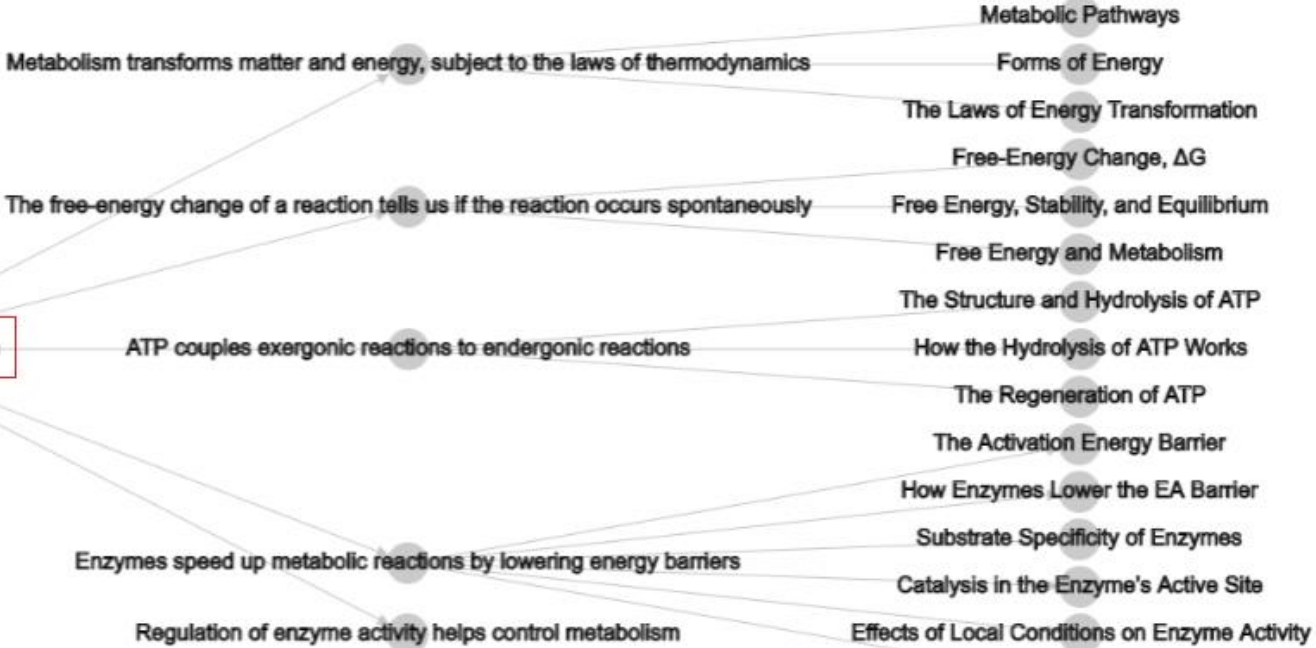 Metabolic Pathways
Metabolism transforms matter and energy, subject to the laws of thermodynamics
Forms of Energy
The Laws of Energy Transformation
Free-Energy Change, ΔG
The free-energy change of a reaction tells us if the reaction occurs spontaneously
Free Energy, Stability, and Equilibrium
Free Energy and Metabolism
The Structure and Hydrolysis of ATP
ATP couples exergonic reactions to endergonic reactions
How the Hydrolysis of ATP Works
The Regeneration of ATP
The Activation Energy Barrier
How Enzymes Lower the EA Barrier
Substrate Specificity of Enzymes
Enzymes speed up metabolic reactions by lowering energy barriers
Catalysis in the Enzyme's Active Site
Regulation of enzyme activity helps control metabolism
Effects of Local Conditions on Enzyme Activity